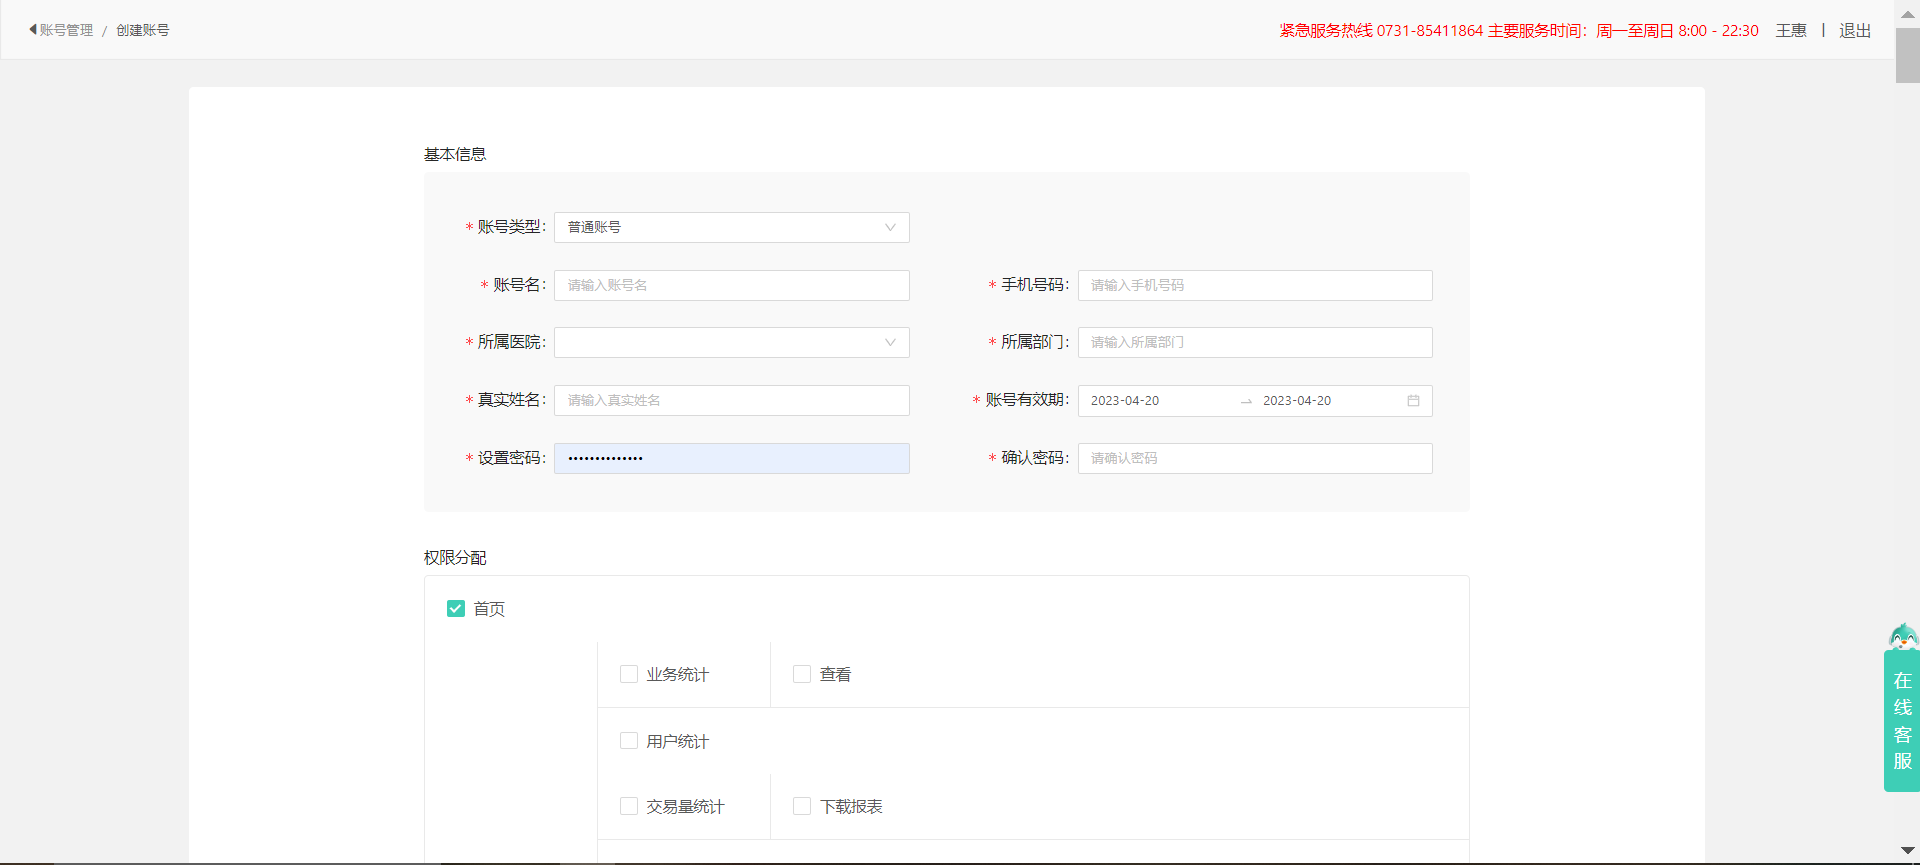 账号管理 / 创建账号
紧急服务热线 0731-85411864 主要服务时间：周一至周日 8:00 - 22:30 王惠 | 退出
基本信息
* 账号类型： 普通账号
* 账号名： 请输入账号名 * 手机号码： 请输入手机号码
* 所属医院： * 所属部门： 请输入所属部门
* 真实姓名： 请输入真实姓名 * 账号有效期： 2023-04-20 → 2023-04-20
* 设置密码： •••••••••••••• * 确认密码： 请确认密码
权限分配
首页
业务统计 查看
用户统计
交易量统计 下载报表
在线客服